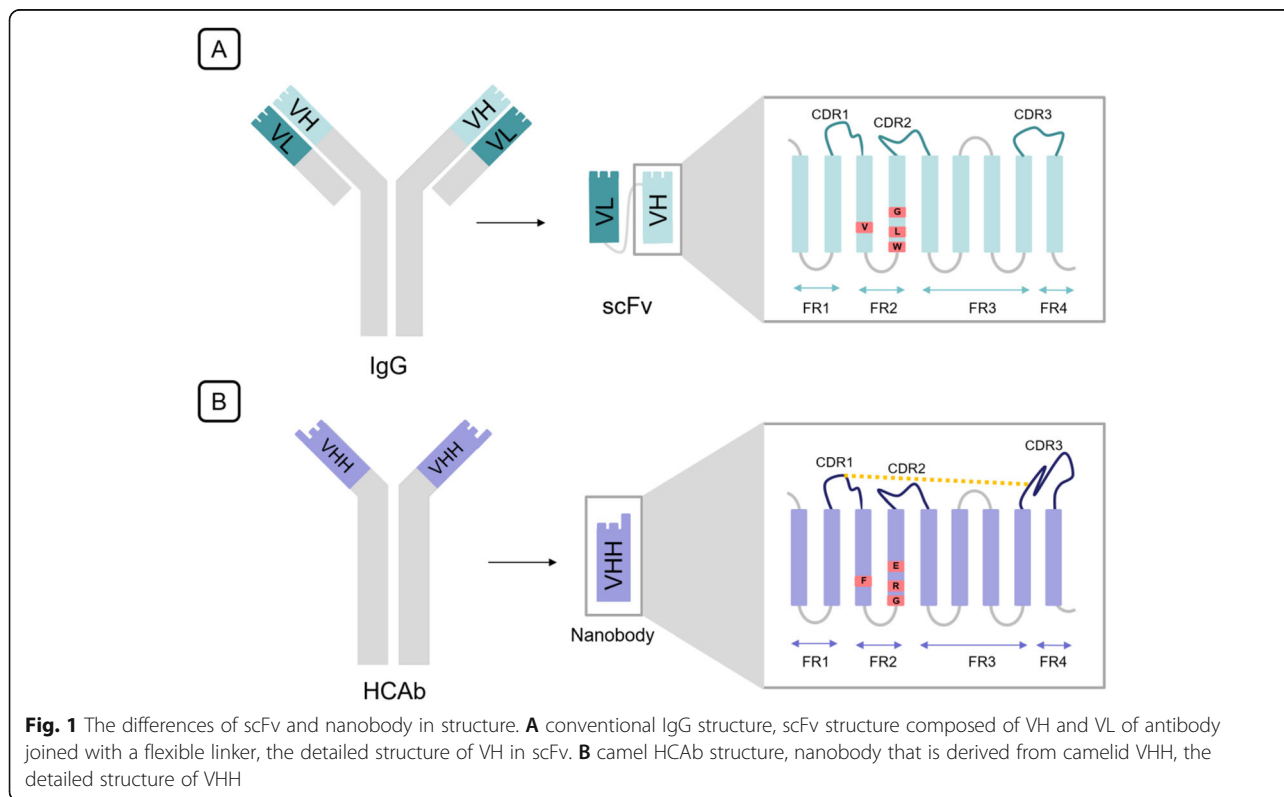 A
VH
VL
VH
VL
IgG
VL
VH
scFv
CDR1
CDR2
CDR3
G
V
L
W
FR1
FR2
FR3
FR4
B
VHH
VHH
HCAb
VHH
Nanobody
CDR1
CDR2
CDR3
E
F
R
G
FR1
FR2
FR3
FR4
Fig. 1 The differences of scFv and nanobody in structure. A conventional IgG structure, scFv structure composed of VH and VL of antibody
joined with a flexible linker, the detailed structure of VH in scFv. B camel HCAb structure, nanobody that is derived from camelid VHH, the
detailed structure of VHH